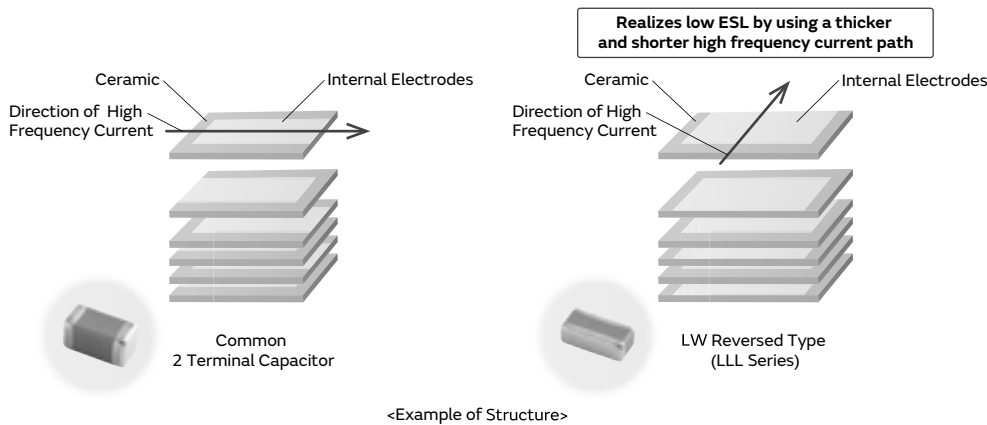 Realizes low ESL by using a thicker
and shorter high frequency current path
Ceramic
Internal Electrodes
Direction of High
Frequency Current
Ceramic
Internal Electrodes
Direction of High
Frequency Current
Common
2 Terminal Capacitor
LW Reversed Type
(LLL Series)
<Example of Structure>